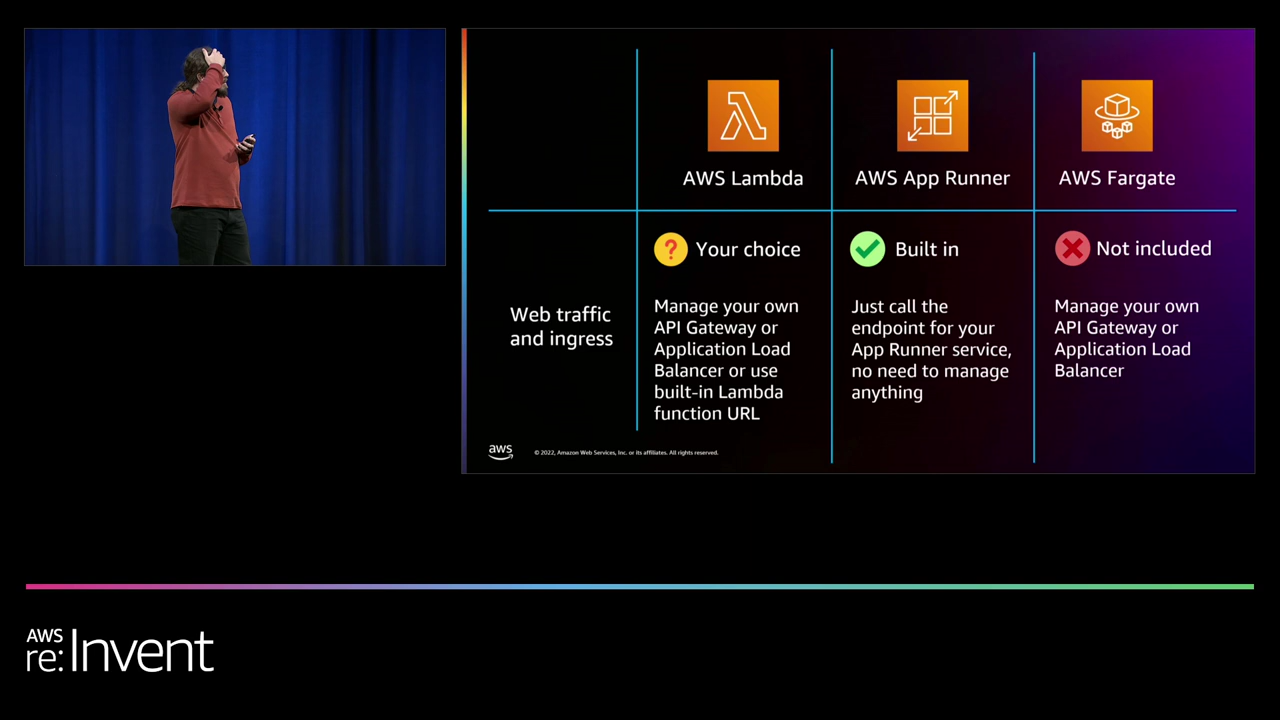 AWS Lambda
AWS App Runner
AWS Fargate
Web traffic
and ingress
Your choice
Manage your own
API Gateway or
Application Load
Balancer or use
built-in Lambda
function URL
Built in
Just call the
endpoint for your
App Runner service,
no need to manage
anything
Not included
Manage your own
API Gateway or
Application Load
Balancer
aws
© 2022, Amazon Web Services, Inc. or its affiliates. All rights reserved.
AWS
re:Invent